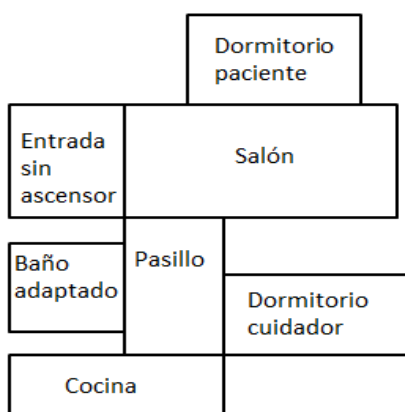 Dormitorio
paciente
Entrada
sin
ascensor
Salón
Baño
adaptado
Pasillo
Dormitorio
cuidador
Cocina